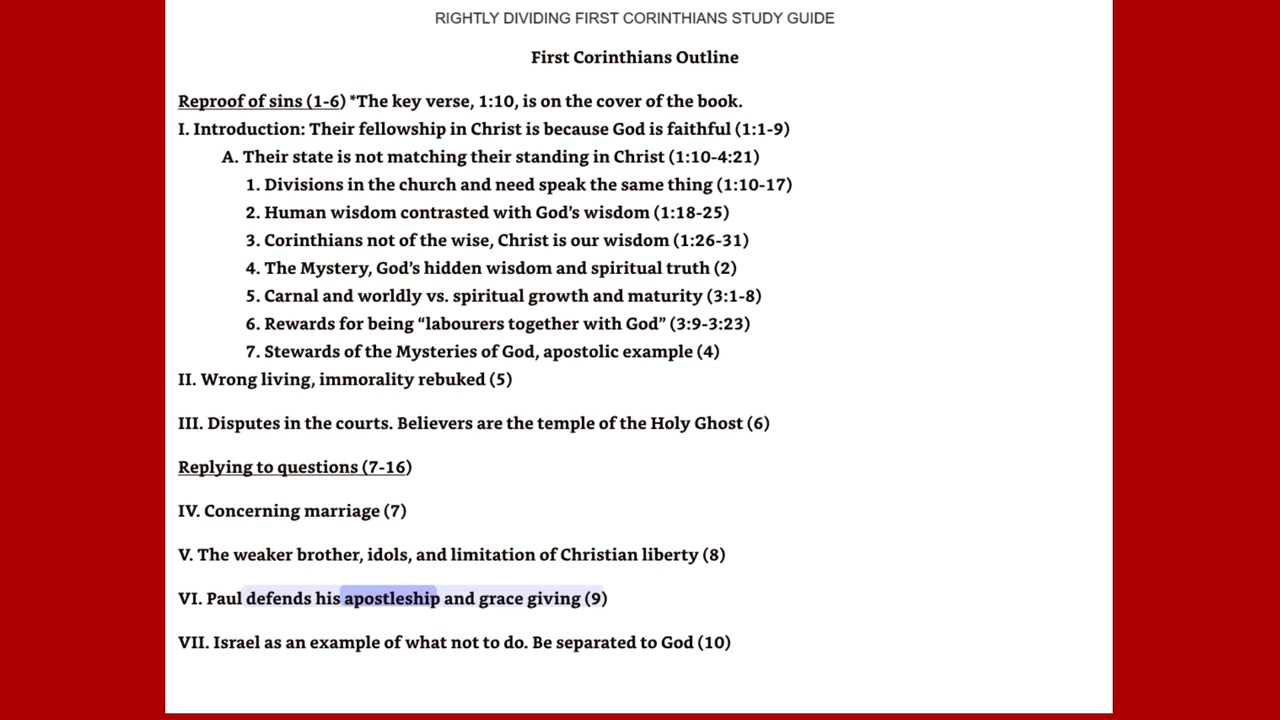 RIGHTLY DIVIDING FIRST CORINTHIANS STUDY GUIDE
First Corinthians Outline
Reproof of sins (1-6) *The key verse, 1:10, is on the cover of the book.
I. Introduction: Their fellowship in Christ is because God is faithful (1:1-9)
A. Their state is not matching their standing in Christ (1:10-4:21)
1. Divisions in the church and need speak the same thing (1:10-17)
2. Human wisdom contrasted with God’s wisdom (1:18-25)
3. Corinthians not of the wise, Christ is our wisdom (1:26-31)
4. The Mystery, God’s hidden wisdom and spiritual truth (2)
5. Carnal and worldly vs. spiritual growth and maturity (3:1-8)
6. Rewards for being “labourers together with God” (3:9-3:23)
7. Stewards of the Mysteries of God, apostolic example (4)
II. Wrong living, immorality rebuked (5)
III. Disputes in the courts. Believers are the temple of the Holy Ghost (6)
Replying to questions (7-16)
IV. Concerning marriage (7)
V. The weaker brother, idols, and limitation of Christian liberty (8)
VI. Paul defends his apostleship and grace giving (9)
VII. Israel as an example of what not to do. Be separated to God (10)